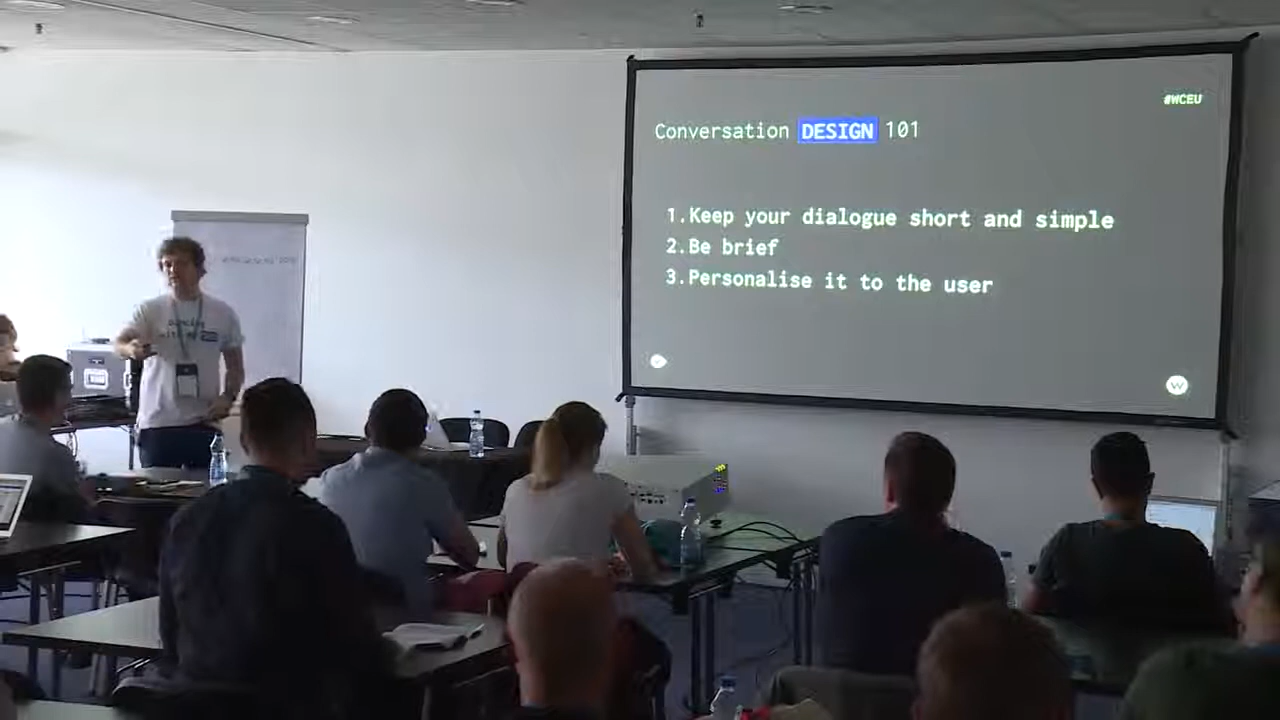 #WCEU
Conversation DESIGN 101
1.Keep your dialogue short and simple
2.Be brief
3.Personalise it to the user
W